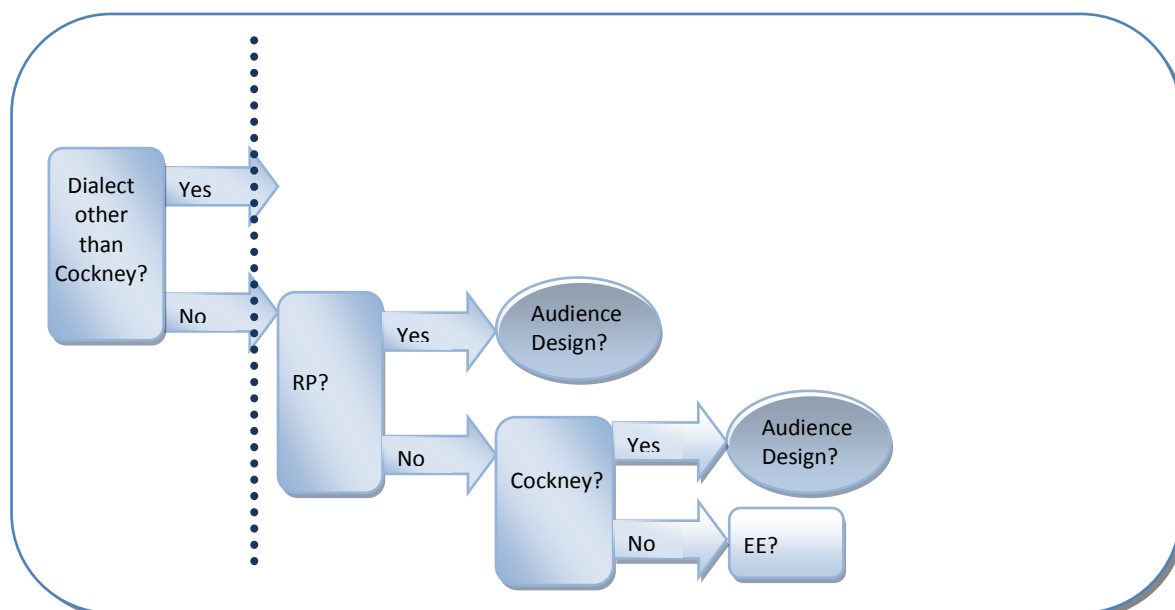 Dialect
other
than
Cockney?
Yes
No
RP?
Yes
Audience
Design?
No
Cockney?
Yes
Audience
Design?
No
EE?